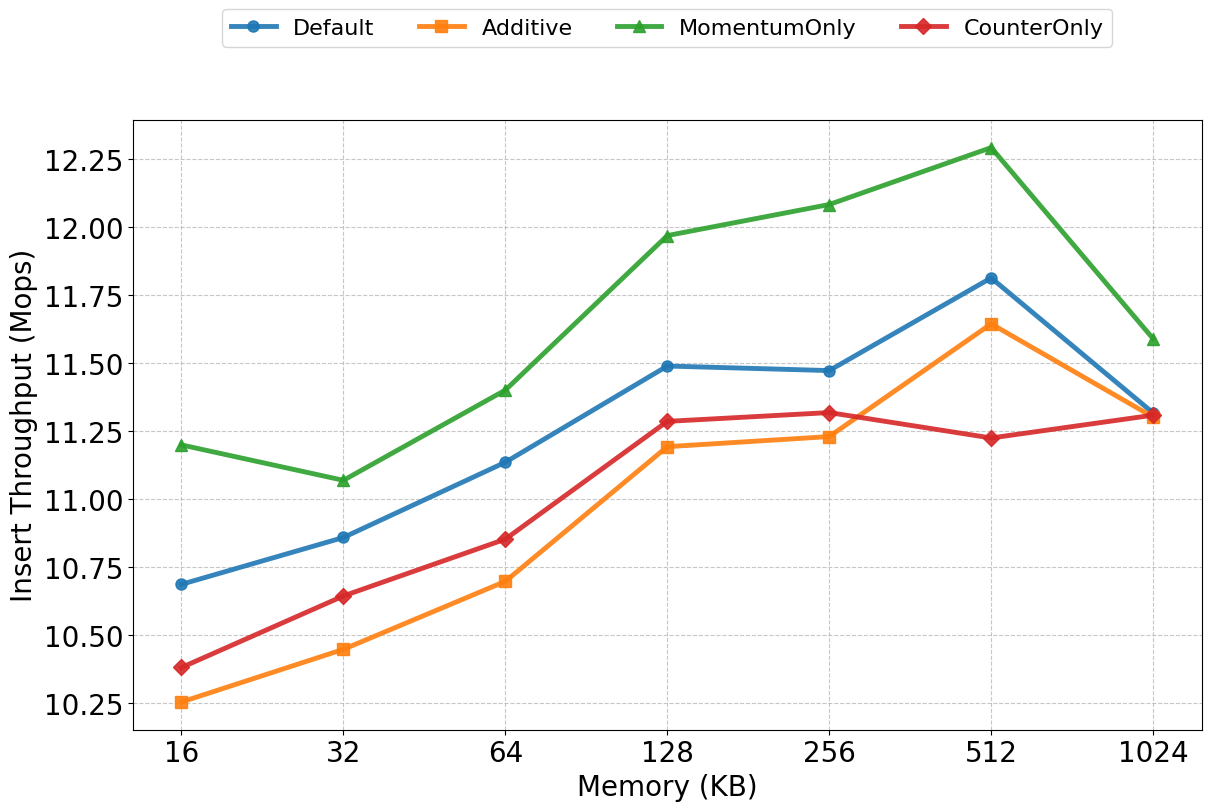 Default Additive MomentumOnly CounterOnly
12.25
12.00
11.75
11.50
11.25
11.00
10.75
10.50
10.25
Insert Throughput (Mops)
16 32 64 128 256 512 1024
Memory (KB)